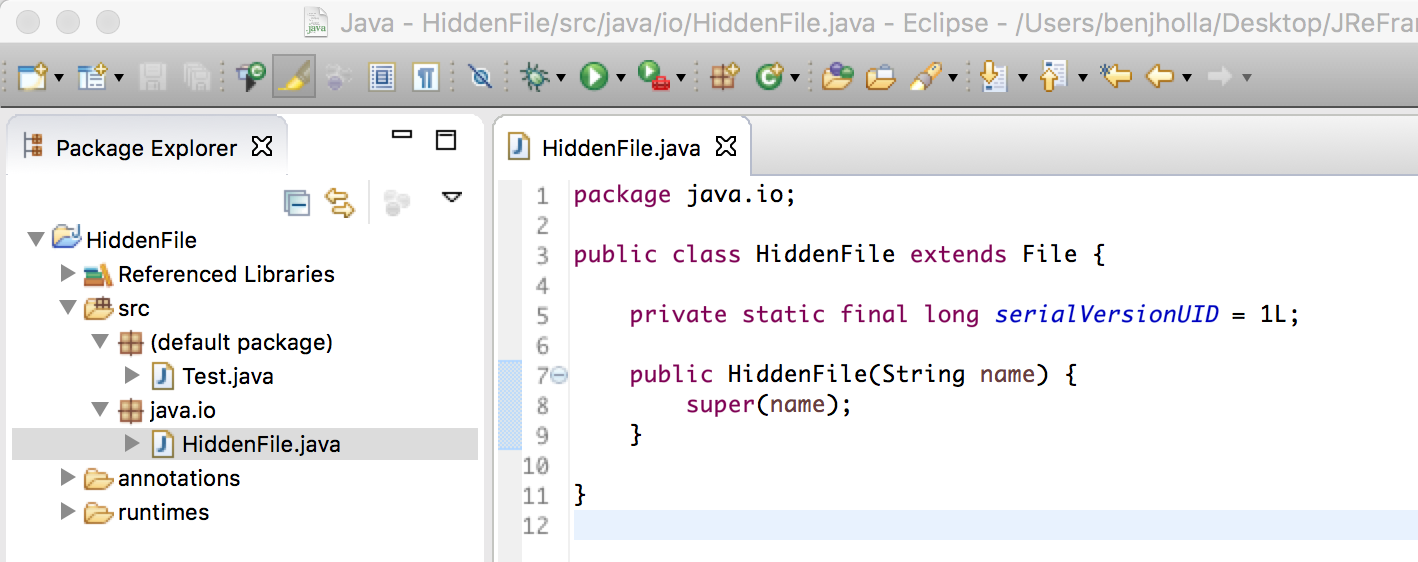 Java - HiddenFile/src/java/io/HiddenFile.java - Eclipse - /Users/benjholla/Desktop/JReFra
Package Explorer
HiddenFile
Referenced Libraries
src
(default package)
Test.java
java.io
HiddenFile.java
annotations
runtimes
HiddenFile.java
1 package java.io;
2
3 public class HiddenFile extends File {
4
5     private static final long serialVersionUID = 1L;
6
7     public HiddenFile(String name) {
8         super(name);
9     }
10
11 }
12